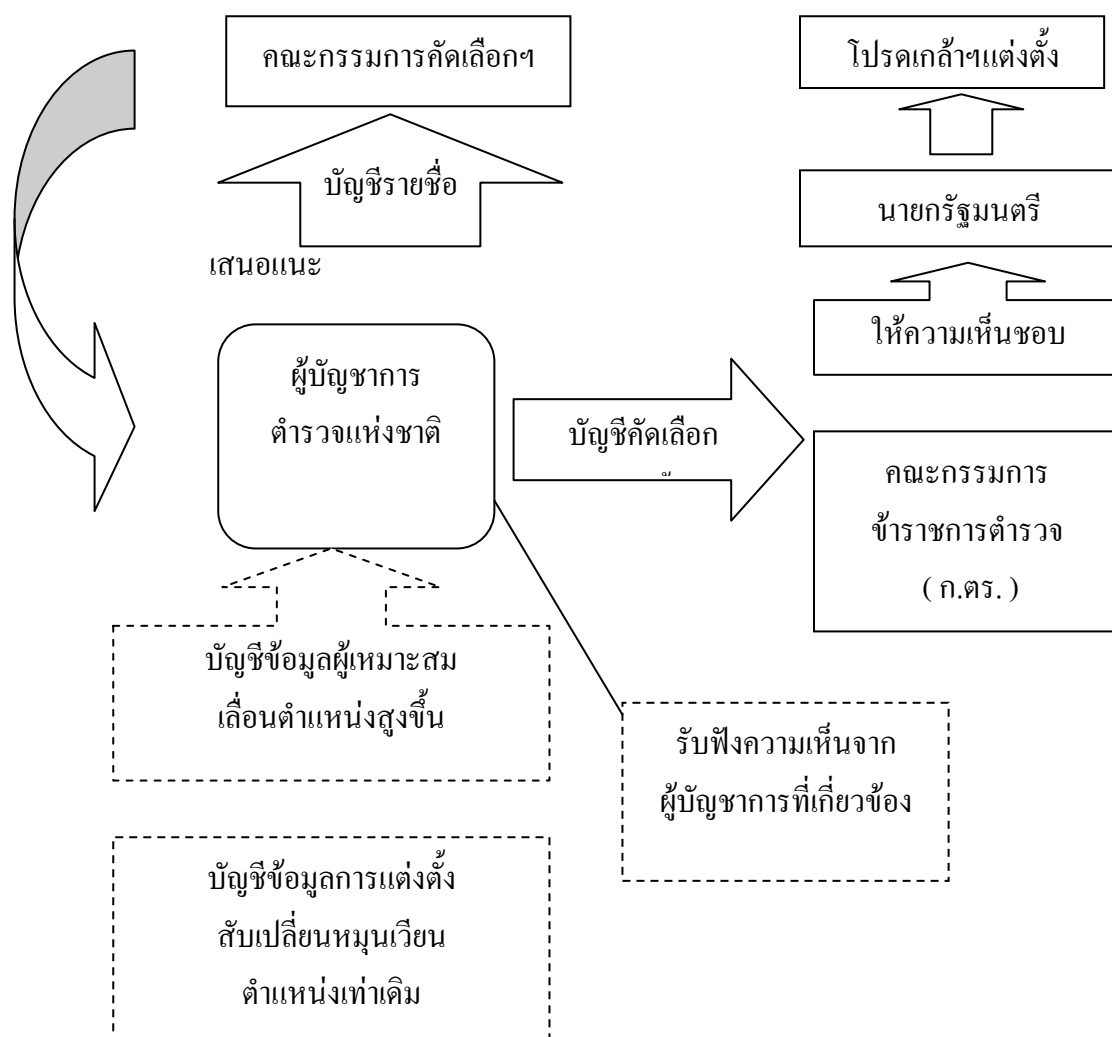 คณะกรรมการคัดเลือกฯ
โปรดเกล้าฯแต่งตั้ง
บัญชีรายชื่อ
นายกรัฐมนตรี
เสนอแนะ
ให้ความเห็นชอบ
ผู้บัญชาการ
ตำรวจแห่งชาติ
บัญชีคัดเลือก
คณะกรรมการ
ข้าราชการตำรวจ
( ก.ตร. )
บัญชีข้อมูลผู้เหมาะสม
เลื่อนตำแหน่งสูงขึ้น
รับฟังความเห็นจาก
ผู้บัญชาการที่เกี่ยวข้อง
บัญชีข้อมูลการแต่งตั้ง
สับเปลี่ยนหมุนเวียน
ตำแหน่งเท่าเดิม